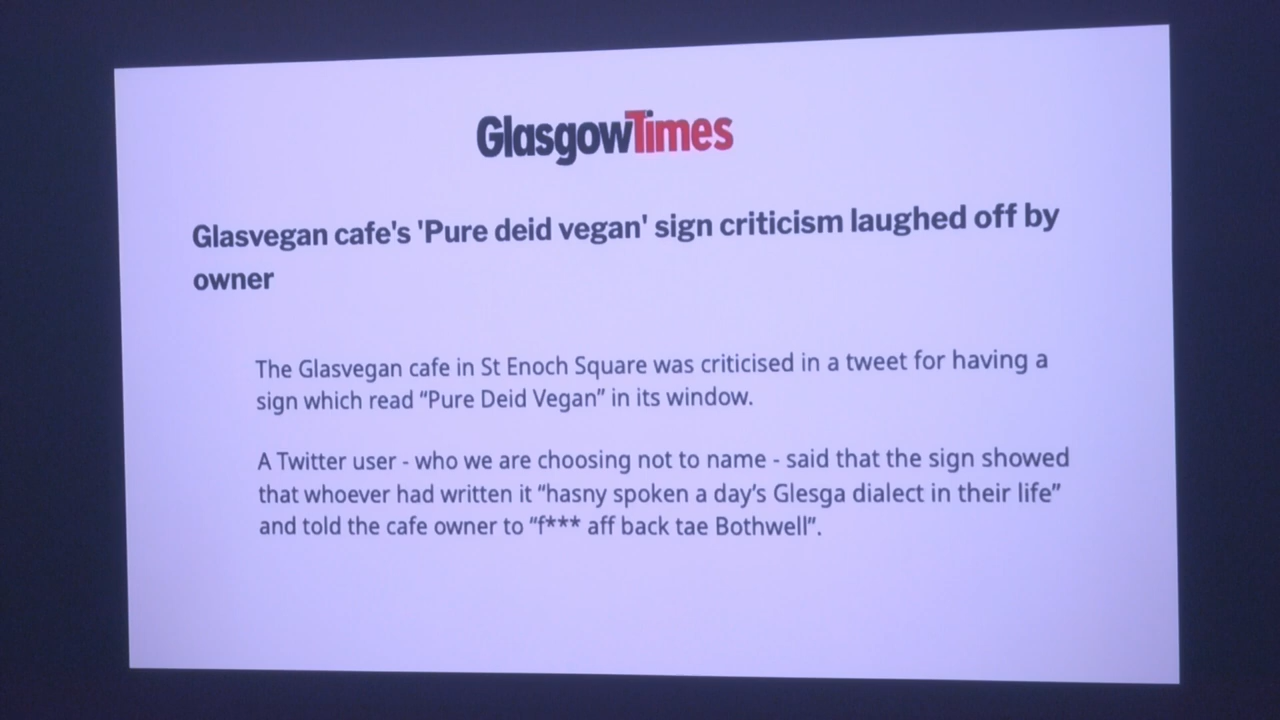 GlasgowTimes
Glasvegan cafe's 'Pure deid vegan' sign criticism laughed off by
owner
The Glasvegan cafe in St Enoch Square was criticised in a tweet for having a
sign which read “Pure Deid Vegan” in its window.
A Twitter user - who we are choosing not to name - said that the sign showed
that whoever had written it “hasny spoken a day’s Glesga dialect in their life”
and told the cafe owner to “f*** aff back tae Bothwell”.